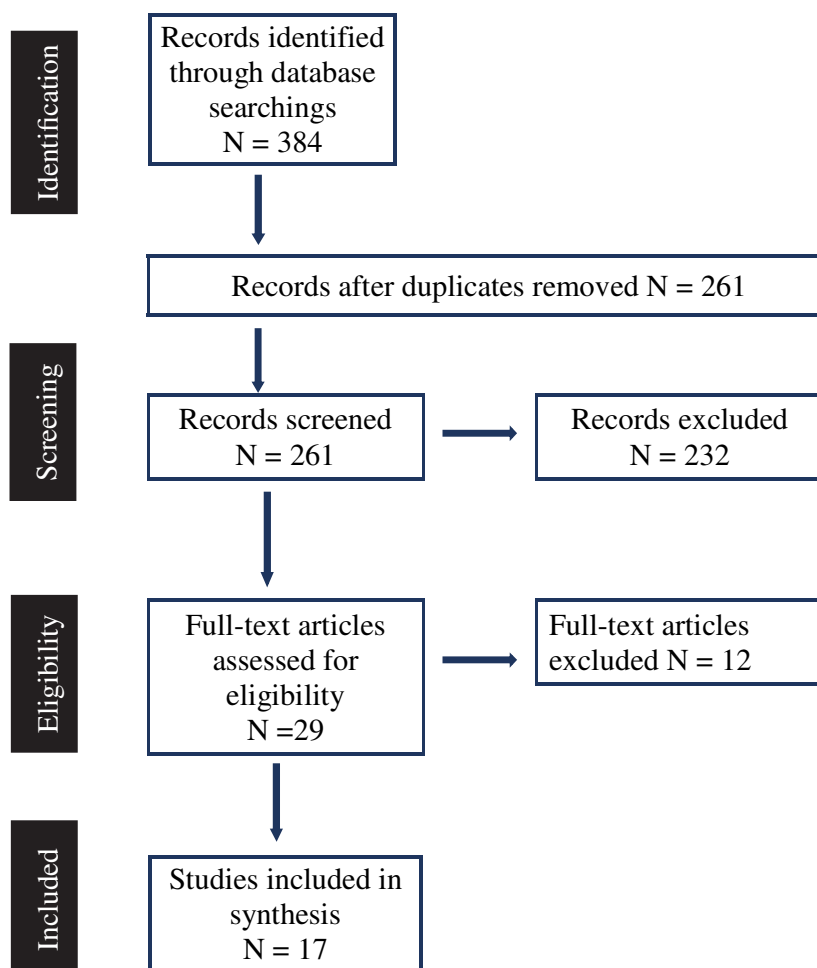 Identification
Records identified
through database
searchings
N = 384
Records after duplicates removed N = 261
Screening
Records screened
N = 261
Records excluded
N = 232
Eligibility
Full-text articles
assessed for
eligibility
N =29
Full-text articles
excluded N = 12
Included
Studies included in
synthesis
N = 17